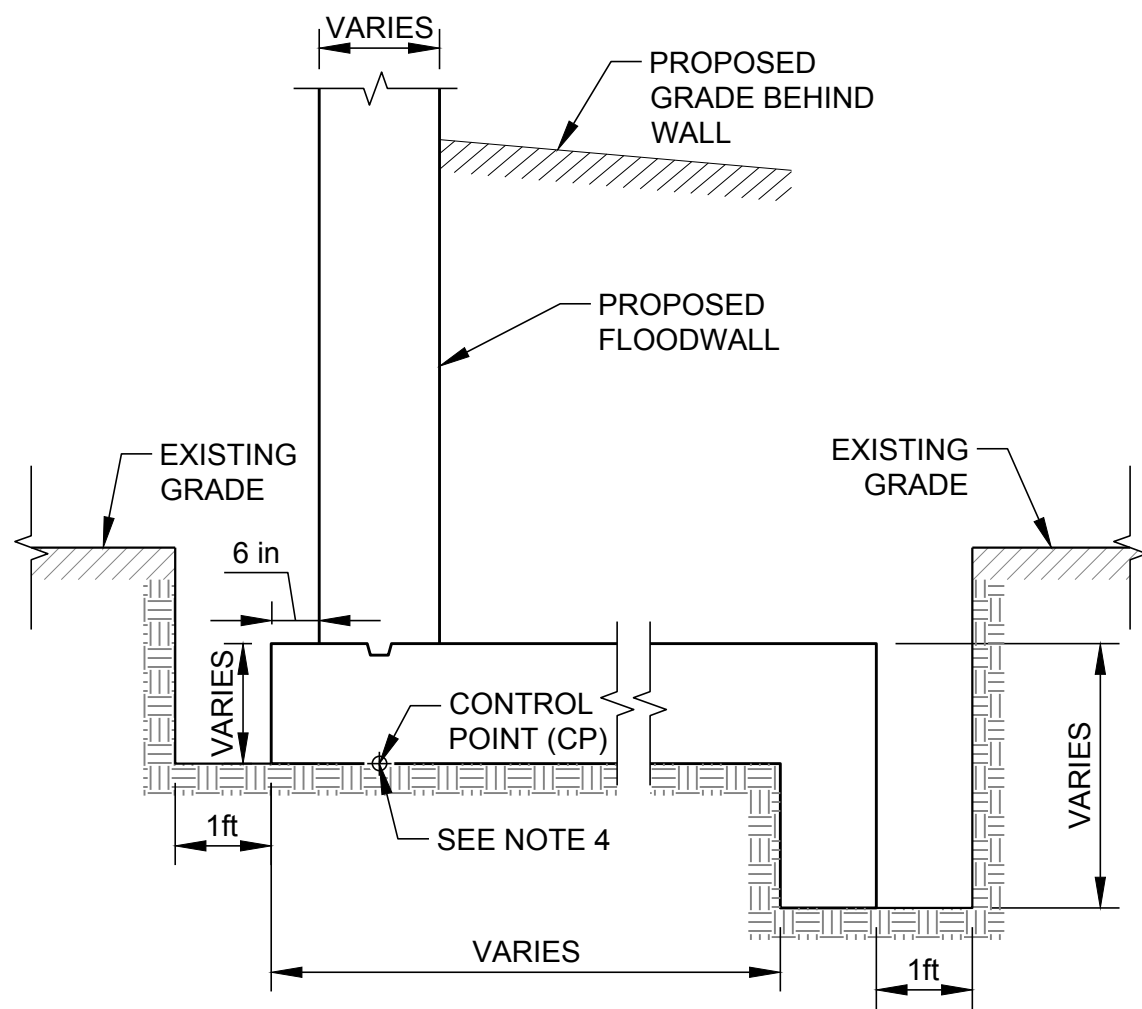 VARIES
PROPOSED
GRADE BEHIND
WALL
PROPOSED
FLOODWALL
EXISTING
GRADE
EXISTING
GRADE
6 in
VARIES
CONTROL
POINT (CP)
VARIES
SEE NOTE 4
1ft
VARIES
1ft